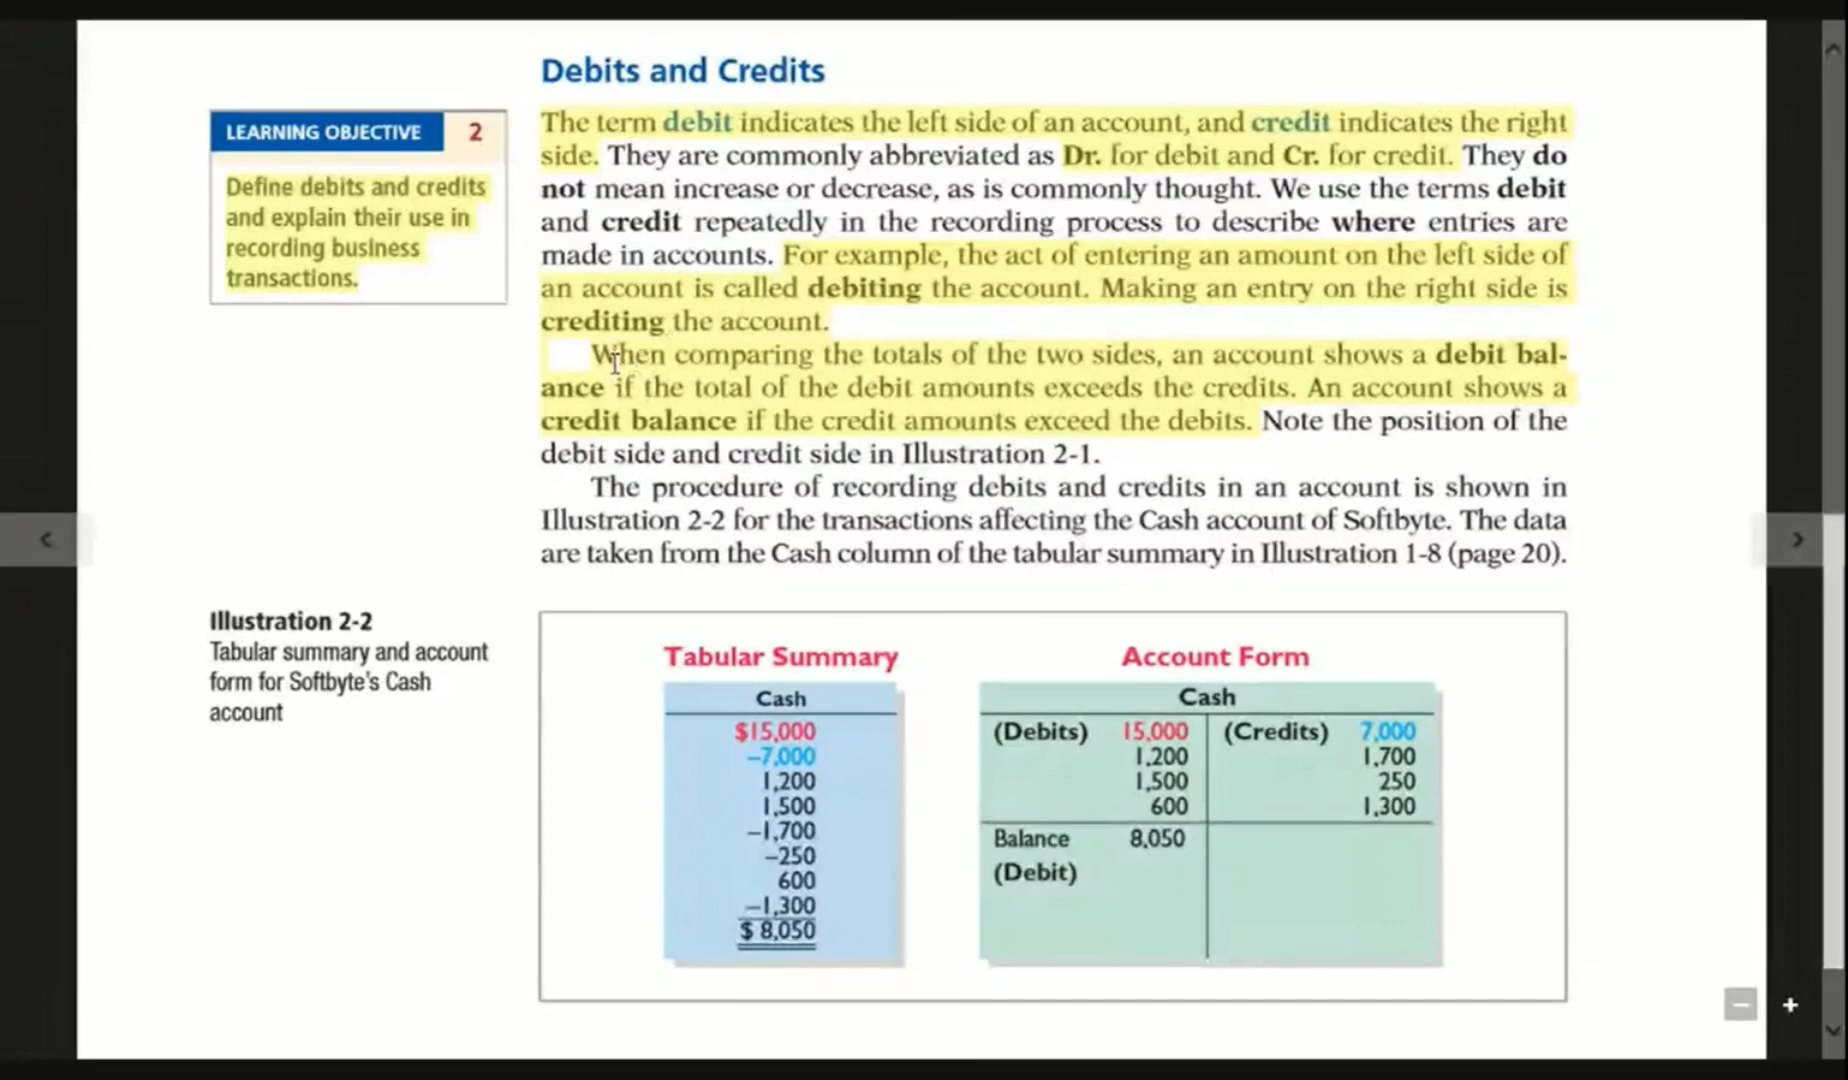 Debits and Credits
LEARNING OBJECTIVE 2
Define debits and credits
and explain their use in
recording business
transactions.
The term debit indicates the left side of an account, and credit indicates the right
side. They are commonly abbreviated as Dr. for debit and Cr. for credit. They do
not mean increase or decrease, as is commonly thought. We use the terms debit
and credit repeatedly in the recording process to describe where entries are
made in accounts. For example, the act of entering an amount on the left side of
an account is called debiting the account. Making an entry on the right side is
crediting the account.
When comparing the totals of the two sides, an account shows a debit bal-
ance if the total of the debit amounts exceeds the credits. An account shows a
credit balance if the credit amounts exceed the debits. Note the position of the
debit side and credit side in Illustration 2-1.
The procedure of recording debits and credits in an account is shown in
Illustration 2-2 for the transactions affecting the Cash account of Softbyte. The data
are taken from the Cash column of the tabular summary in Illustration 1-8 (page 20).
Illustration 2-2
Tabular summary and account
form for Softbyte's Cash
account
Tabular Summary
Cash
$15,000
–7,000
1,200
1,500
–1,700
–250
600
–1,300
$ 8,050
Account Form
Cash
(Debits) 15,000 (Credits) 7,000
1,200 1,700
1,500 250
600 1,300
Balance 8,050
(Debit)